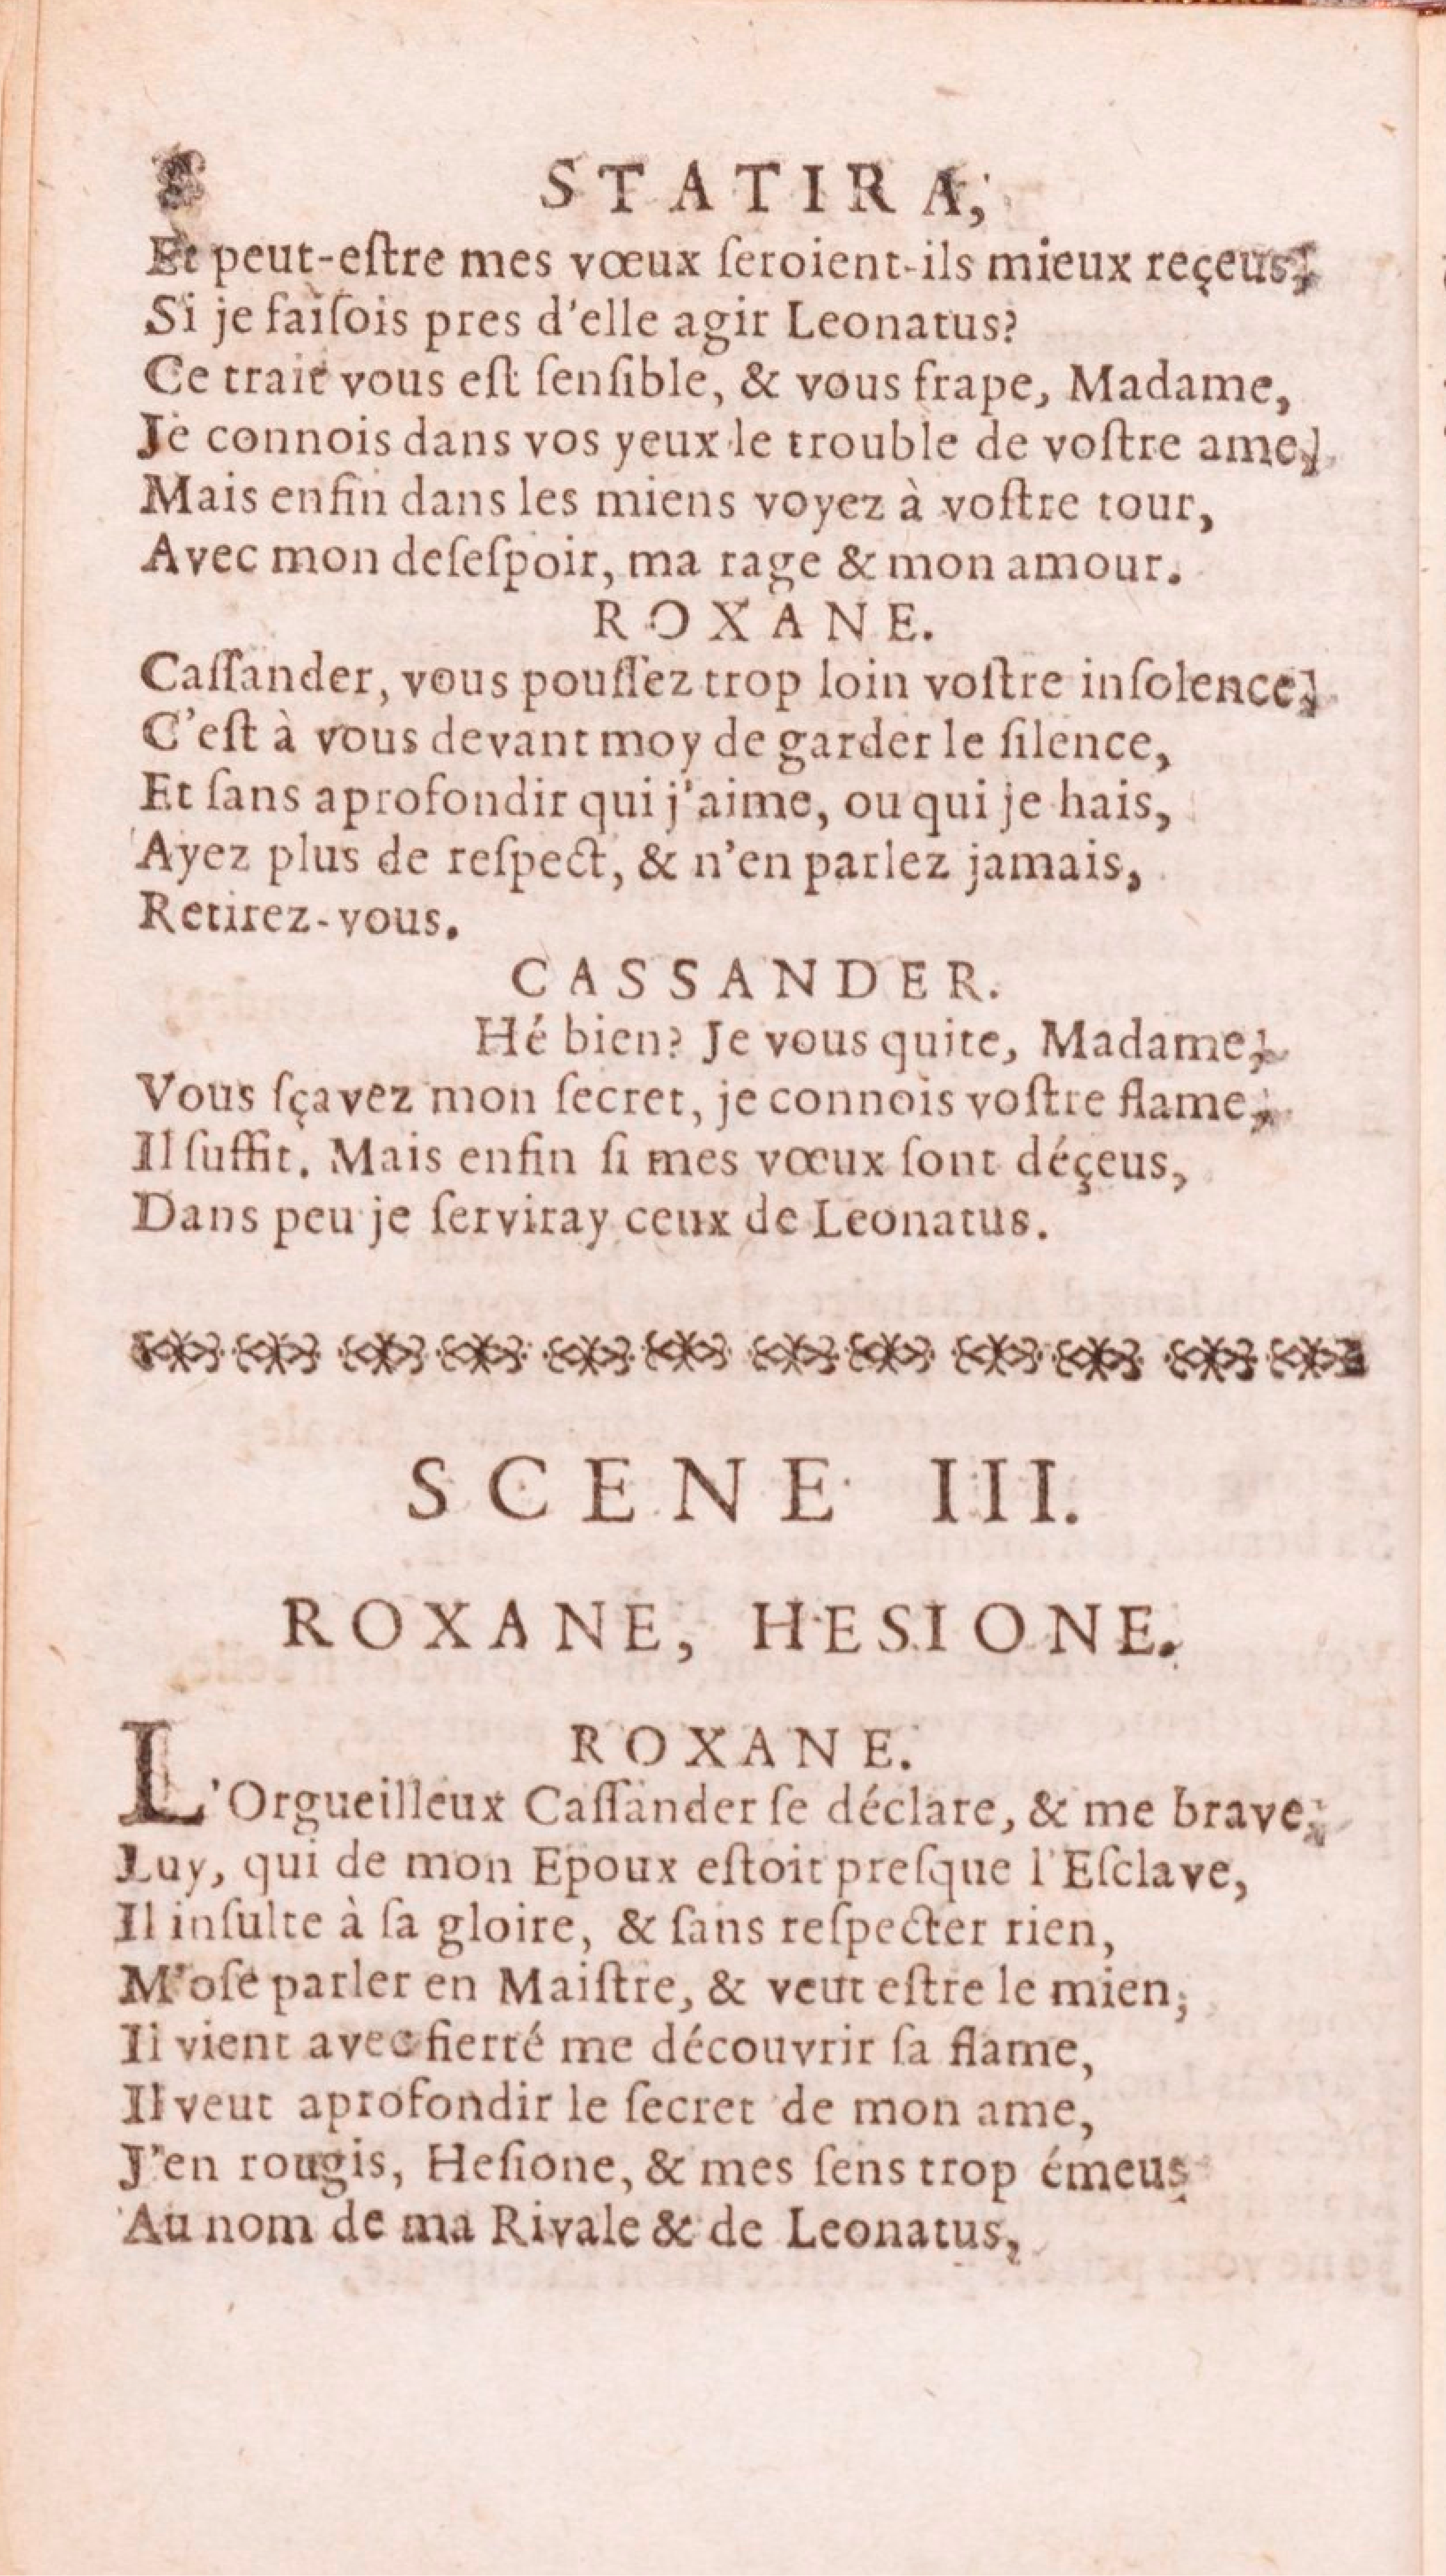 8 STATIRA,
Et peut-eſtre mes vœux ſeroient-ils mieux reçeus,
Si je faiſois pres d'elle agir Leonatus?
Ce trait vous eſt ſenſible, & vous frape, Madame,
Je connois dans vos yeux le trouble de voſtre ame,
Mais enfin dans les miens voyez à voſtre tour,
Avec mon deſeſpoir, ma rage & mon amour.
ROXANE.
Caſſander, vous pouſſez trop loin voſtre inſolence,
C'eſt à vous devant moy de garder le ſilence,
Et ſans aprofondir qui j'aime, ou qui je hais,
Ayez plus de reſpect, & n'en parlez jamais,
Retirez-vous.
CASSANDER.
Hé bien? Je vous quite, Madame,
Vous ſçavez mon ſecret, je connois voſtre flame,
Il ſuffit. Mais enfin ſi mes vœux ſont déçeus,
Dans peu je ſerviray ceux de Leonatus.
SCENE III.
ROXANE, HESIONE.
ROXANE.
L'Orgueilleux Caſſander ſe déclare, & me brave,
Luy, qui de mon Epoux eſtoit preſque l'Eſclave,
Il inſulte à ſa gloire, & ſans reſpecter rien,
M'oſe parler en Maiſtre, & veut eſtre le mien;
Il vient avec fierté me découvrir ſa flame,
Il veut aprofondir le ſecret de mon ame,
J'en rougis, Heſione, & mes ſens trop émeus
Au nom de ma Rivale & de Leonatus,